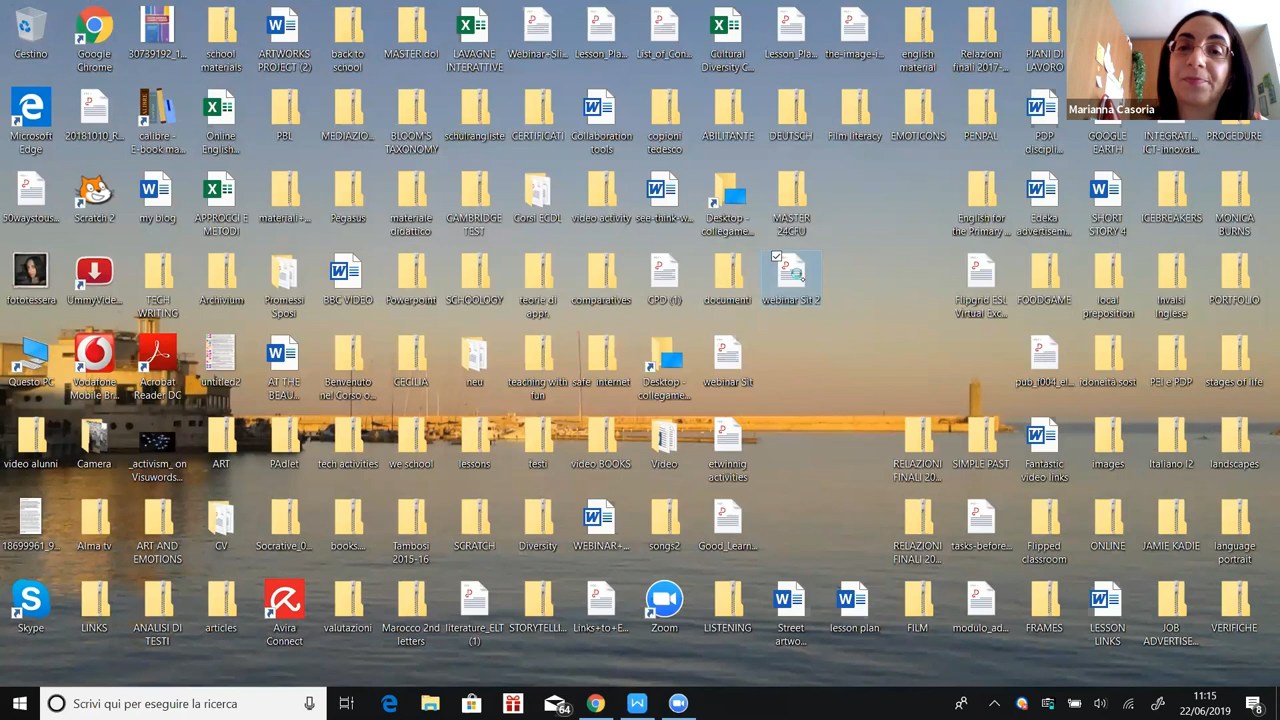 Cestino
Google
Chrome
30739192_1...
school
materials
ARTWORKS
PROJECT (2)
back to
school
MASTER dol
LAVAGNE
INTERATTIVE
Webinar+Sli...
Lesson_Pla...
List_of_Con...
Cultural
Diversity C...
Lesson_Pla...
the-image-i...
english
material
Relazioni
finali 2017-...
PIARI DI
LAVORO
Marianna Casoria
Microsoft
Edge
20181010_R...
calibre -
E-book ma...
Online
English...
PBL
MEDIAZIO...
BLOOM'S
TAXONOMY
schulrangliste
CERTIFICATI
Collaboration
tools
copioni
tedesco
ABILITANTE
DEUTSCH
Film literacy
EMOTICONS
PENPAL
PDP
discipli...
GOOGLE
EARTH
INTEGRATI...
ICT-innovat...
PROCEDURE
50waystous...
Scratch 2
my blog
APPROCCI E
METODI
materiali+...
Pegasus
materiale
didattico
CAMBRIDGE
TEST
Corsi ECDL
video activity
see-think-w...
Desktop -
collegame...
MASTER
24CFU
English for
the Primary ...
Edeka
advertisem...
SHORT
STORY 4
ICEBREAKERS
MONICA
BURNS
fototessera
UmmyVide...
TECH
WRITING
Archivium
Promessi
Sposi
BBC VIDEO
Powerpoint
SCHOOLOGY
teorie di
appr.
comparatives
CPD (1)
documenti
webinar Sit 2
Flipgrid ESL
Virtual Exc...
FOODGAME
local
preposition
Invalsi
Inglese
PORTFOLIO
Questo PC
Vodafone
Mobile Br...
Acrobat
Reader DC
untitled2
AT THE
BEAU...
Benvenuto
ne! Corso o...
CECILIA
neu
teaching with
fun
safe internet
Desktop -
collegame...
webinar Sit
pub_i004_el...
idoneità sost
PEI e PDP
stages of life
video alunni
Camera
_activism_ on
Visuwords...
ART
PAdlet
tech activities
we school
lessons
testi
video BOOKS
Video
etwinnig
activities
RELAZIONI
FINALI 20...
SIMPLE PAST
Fantastic
video links
images
Italiano l2
landscapes
18699961_9...
Alma tv
ART AND
EMOTIONS
CV
Socrative_0...
books....
Tambosi
2015-16
SCRATCH
Diversity
WEBINAR+...
songs2
Good_Learn...
RELAZIONI
FINALI 20...
tasks-before...
Flipped
classroom
ONLINE
JAMIE KADIE
language
portrait
Skype
LINKS
ANALISI DI
TESTI
articles
Avira
Connect
valutazioni
Marocco 2nd
letters
literature_ELT
(1)
STORYTELLI...
Links+to+E...
Zoom
LISTENING
Street
artwo...
lesson plan
FILM
modulo_ad...
FRAMES
LESSON
LINKS
JOB
ADVERTISE...
VERIFICHE
Scrivi qui per eseguire la ricerca
64
11:15
22/06/2019
8